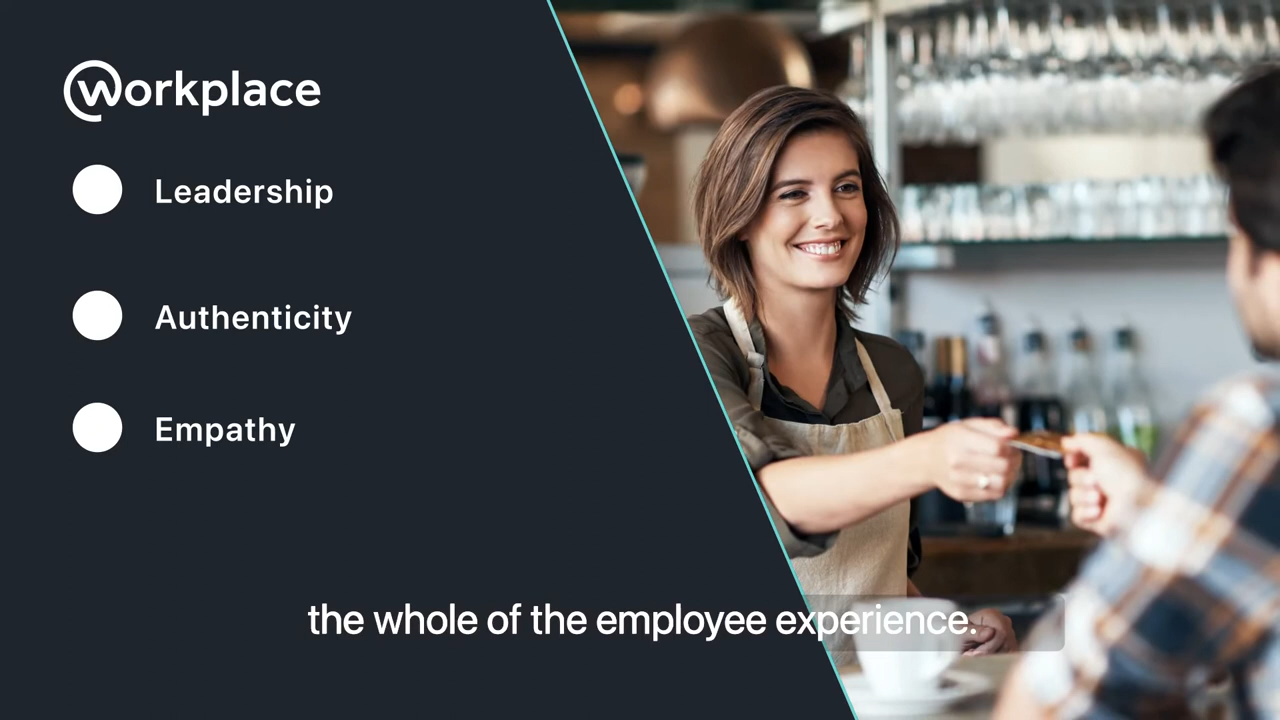 Workplace
Leadership
Authenticity
Empathy
the whole of the employee experience.